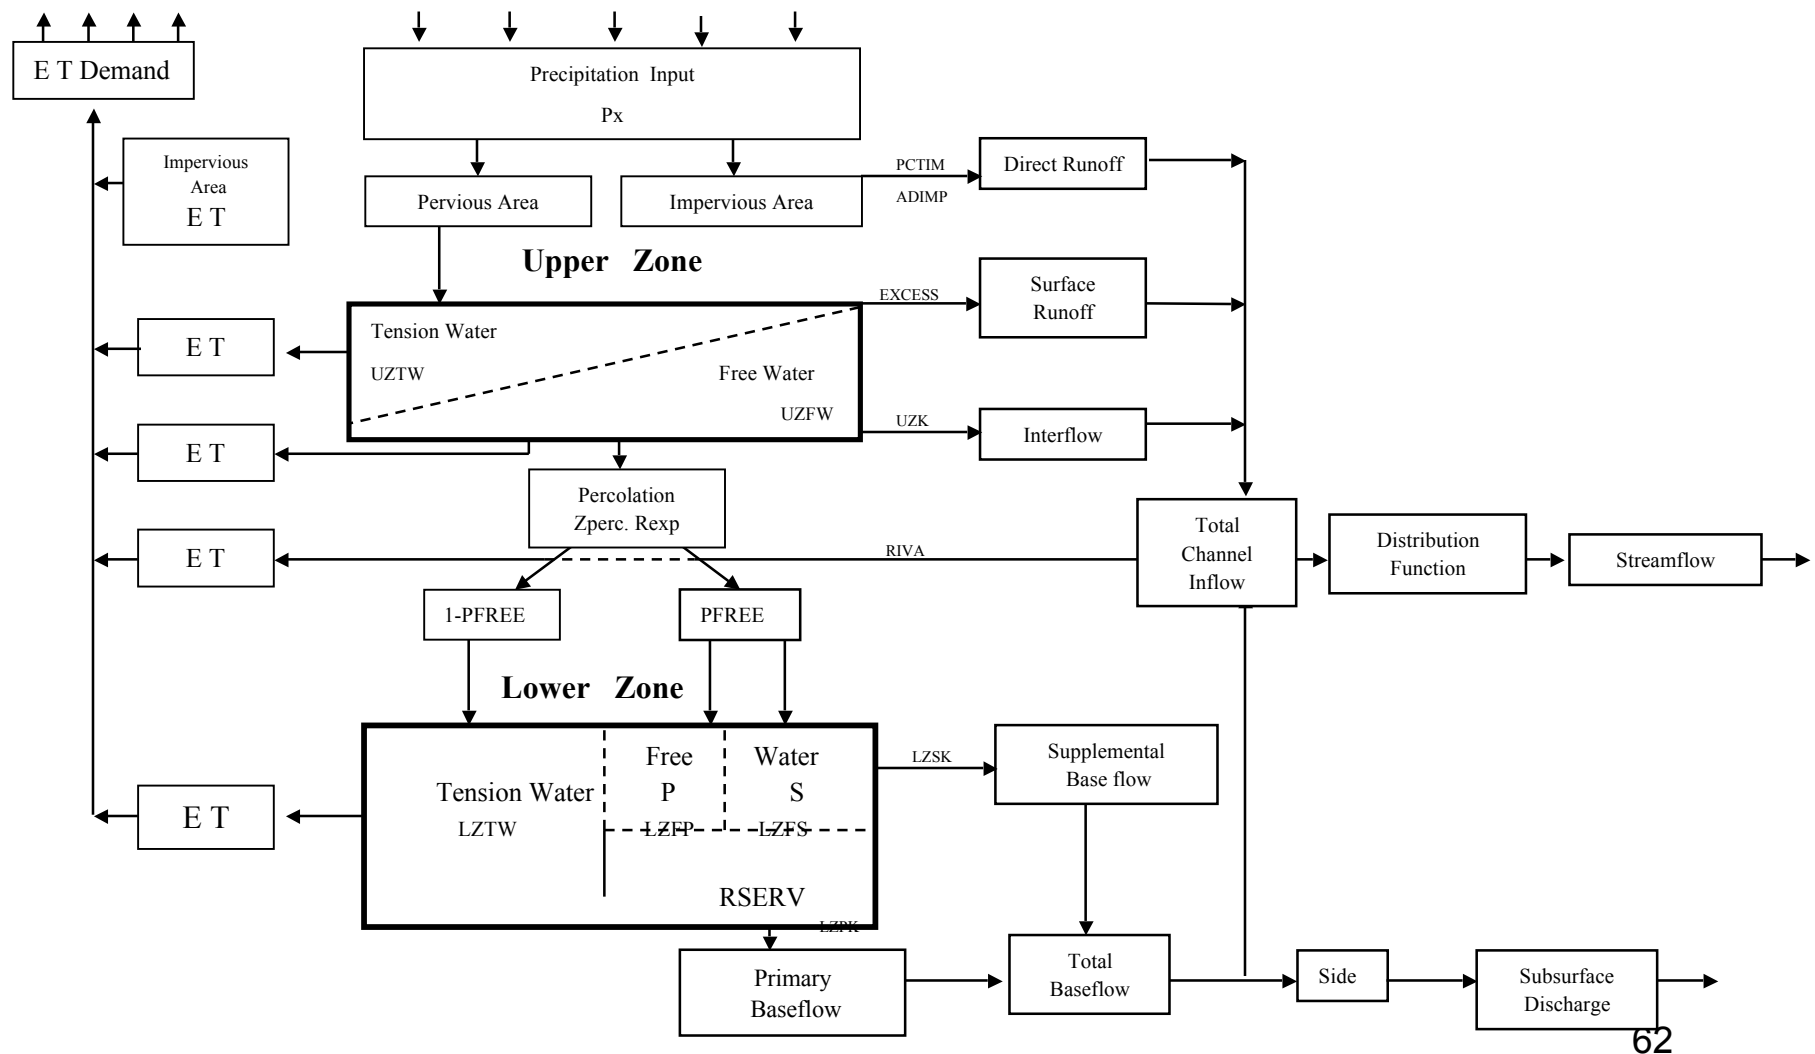 E T Demand
Precipitation Input
Px
Impervious
Area
E T
Pervious Area
Impervious Area
PCTIM
ADIMP
Direct Runoff
Upper Zone
EXCESS
Surface
Runoff
E T
Tension Water
UZTW
Free Water
UZFW
UZK
Interflow
E T
Percolation
Zperc. Rexp
E T
RIVA
Total
Channel
Inflow
Distribution
Function
Streamflow
1-PFREE
PFREE
Lower Zone
E T
Tension Water
LZTW
Free
P
LZFP
Water
S
LZFS
RSERV
LZSK
Supplemental
Base flow
LZPK
Primary
Baseflow
Total
Baseflow
Side
Subsurface
Discharge
62